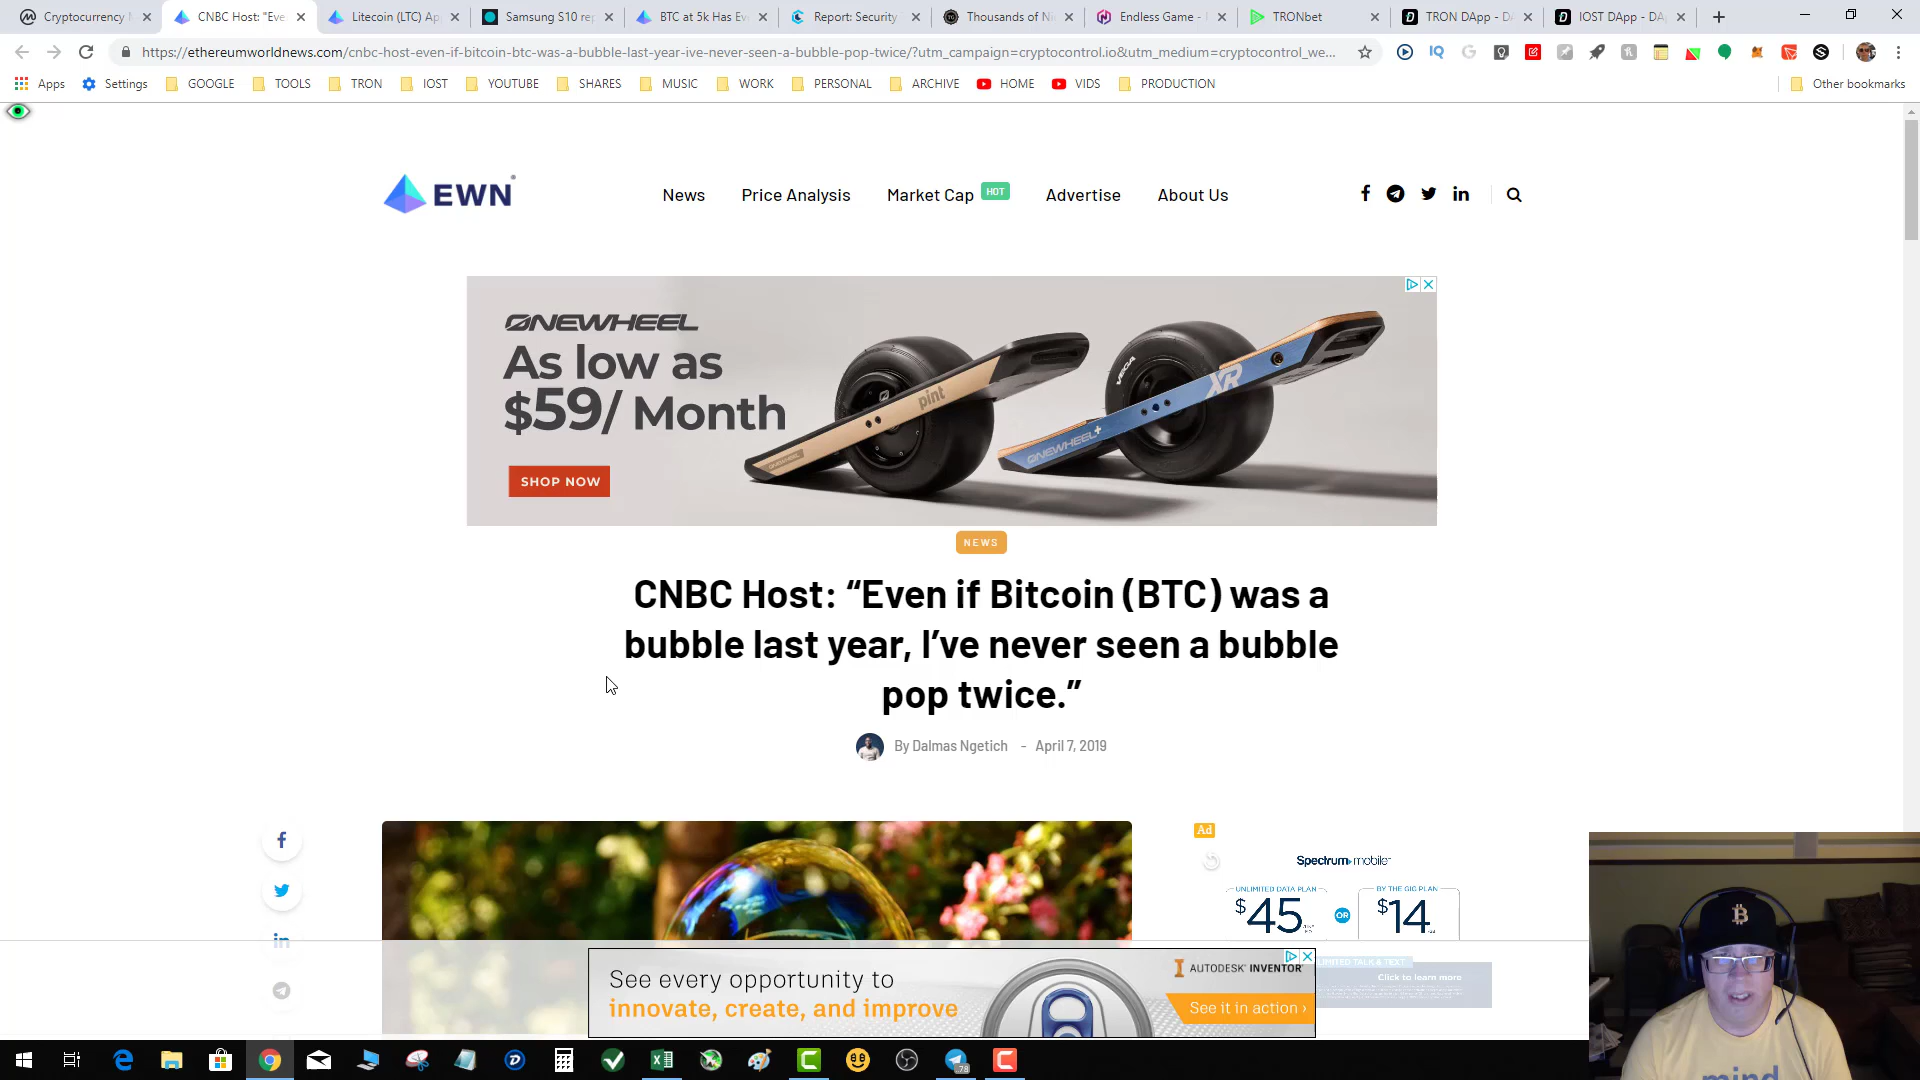 Cryptocurrency
CNBC Host: "Eve
Litecoin (LTC) Ap
Samsung S10 re
BTC at 5k Has Ev
Report: Security
Thousands of Ni
Endless Game -
TRONbet
TRON DApp - D
IOST DApp - DA
https://ethereumworldnews.com/cnbc-host-even-if-bitcoin-btc-was-a-bubble-last-year-ive-never-seen-a-bubble-pop-twice/?utm_campaign=cryptocontrol.io&utm_medium=cryptocontrol_we...
Apps
Settings
GOOGLE
TOOLS
TRON
IOST
YOUTUBE
SHARES
MUSIC
WORK
PERSONAL
ARCHIVE
HOME
VIDS
PRODUCTION
Other bookmarks
EWN
News
Price Analysis
Market Cap HOT
Advertise
About Us
ONEWHEEL
As low as
$59/ Month
SHOP NOW
pint
ONEWHEEL+
XR
VEGA
NEWS
CNBC Host: “Even if Bitcoin (BTC) was a
bubble last year, I’ve never seen a bubble
pop twice.”
By Dalmas Ngetich - April 7, 2019
Ad
Spectrum mobile
UNLIMITED DATA PLAN
$45
OR
BY THE GIG PLAN
$14
LIMITED TALK & TEXT
Click to learn more
See every opportunity to
innovate, create, and improve
AUTODESK INVENTOR
See it in action ›
mind
.78